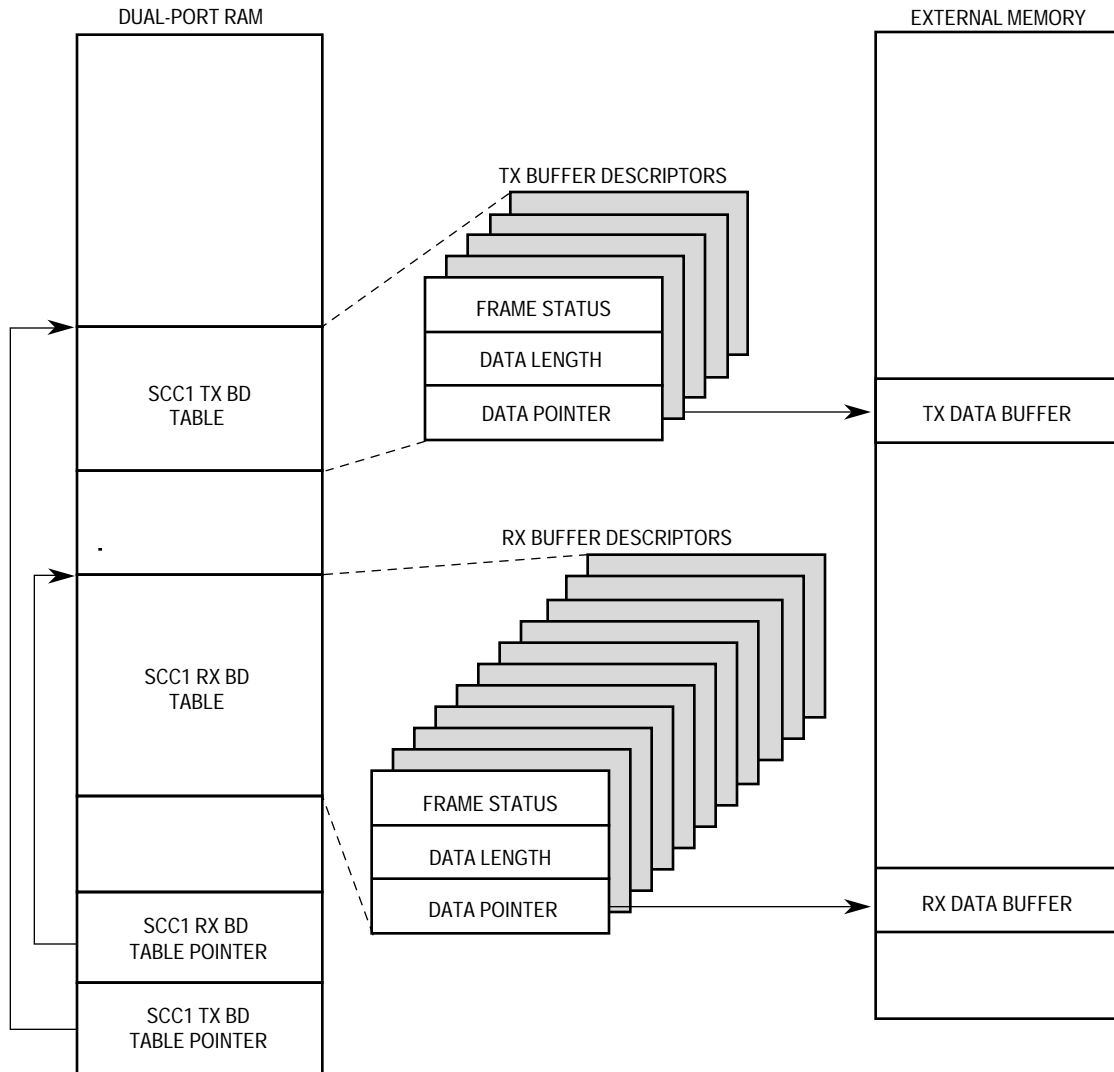 DUAL-PORT RAM
EXTERNAL MEMORY
TX BUFFER DESCRIPTORS
FRAME STATUS
DATA LENGTH
DATA POINTER
SCC1 TX BD
TABLE
TX DATA BUFFER
RX BUFFER DESCRIPTORS
SCC1 RX BD
TABLE
FRAME STATUS
DATA LENGTH
DATA POINTER
RX DATA BUFFER
SCC1 RX BD
TABLE POINTER
SCC1 TX BD
TABLE POINTER